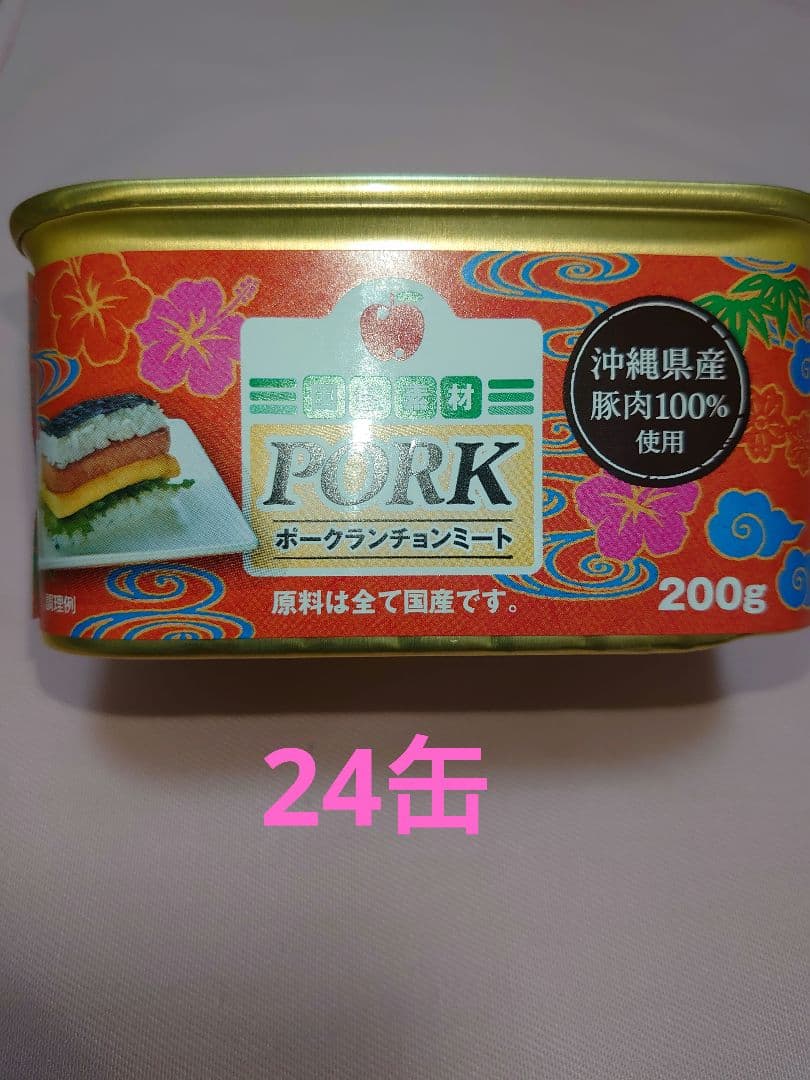 沖縄県産
豚肉100%
使用
素材
PORK
ポークランチョンミート
調理例
原料は全て国産です。
200g
24缶